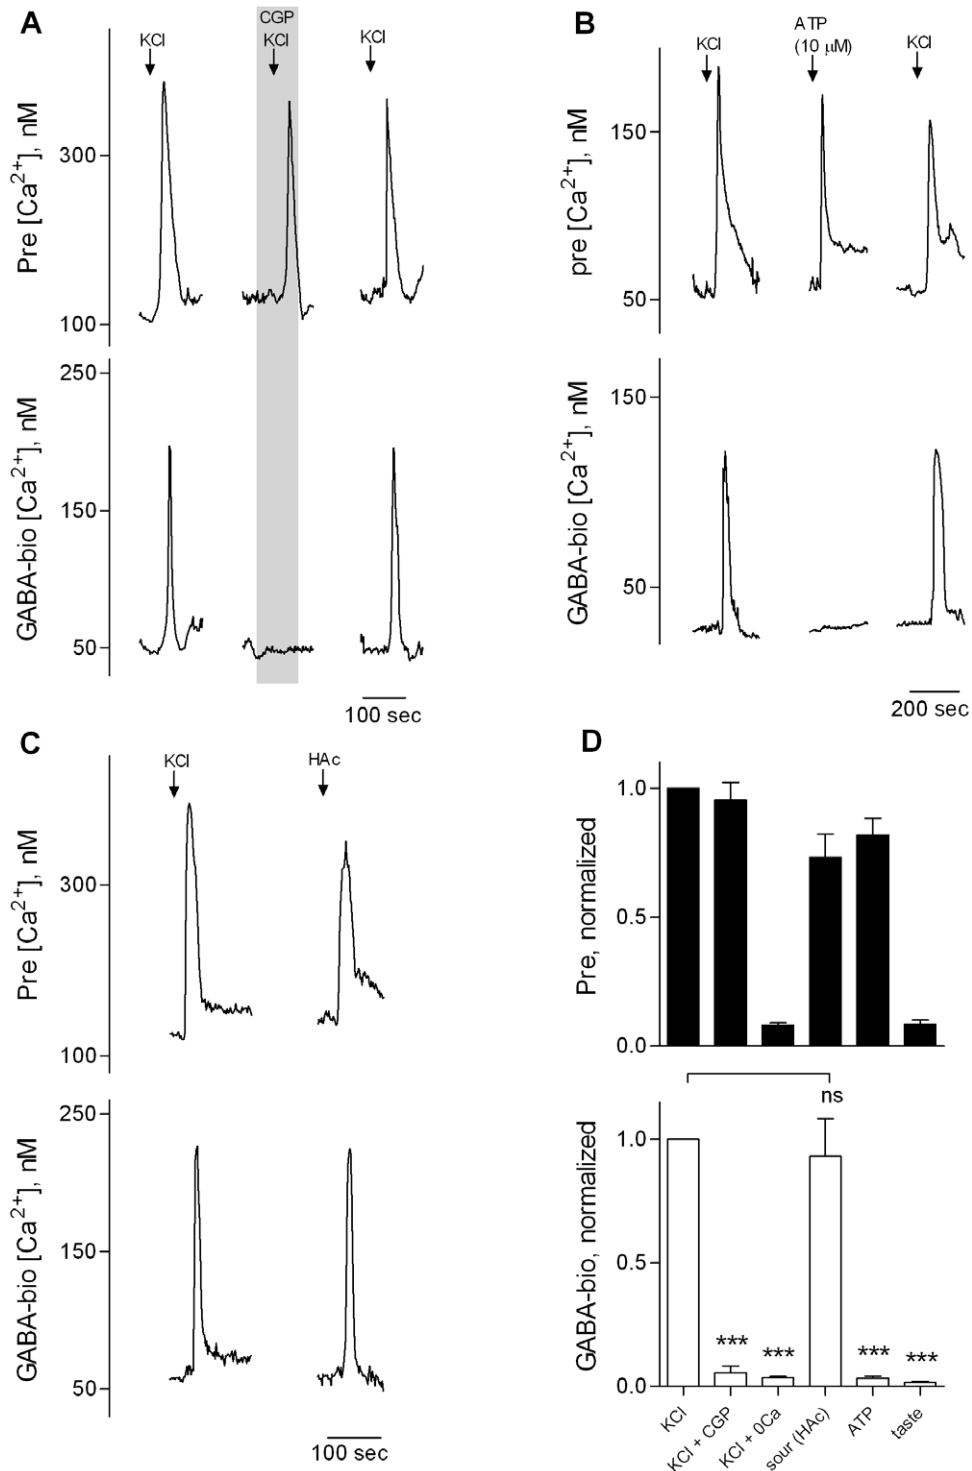 A
CGP
KCl
KCl
KCl
Pre [Ca²⁺], nM
300
100
GABA-bio [Ca²⁺], nM
250
150
50
100 sec
B
KCl
ATP
(10 µM)
KCl
pre [Ca²⁺], nM
150
50
GABA-bio [Ca²⁺], nM
150
50
200 sec
C
KCl
HAc
Pre [Ca²⁺], nM
300
100
GABA-bio [Ca²⁺], nM
250
150
50
100 sec
D
Pre, normalized
1.0
0.5
0.0
ns
GABA-bio, normalized
1.0
0.5
0.0
***
***
***
***
KCl
KCl + CGP
KCl + 0Ca
sour (HAc)
ATP
taste